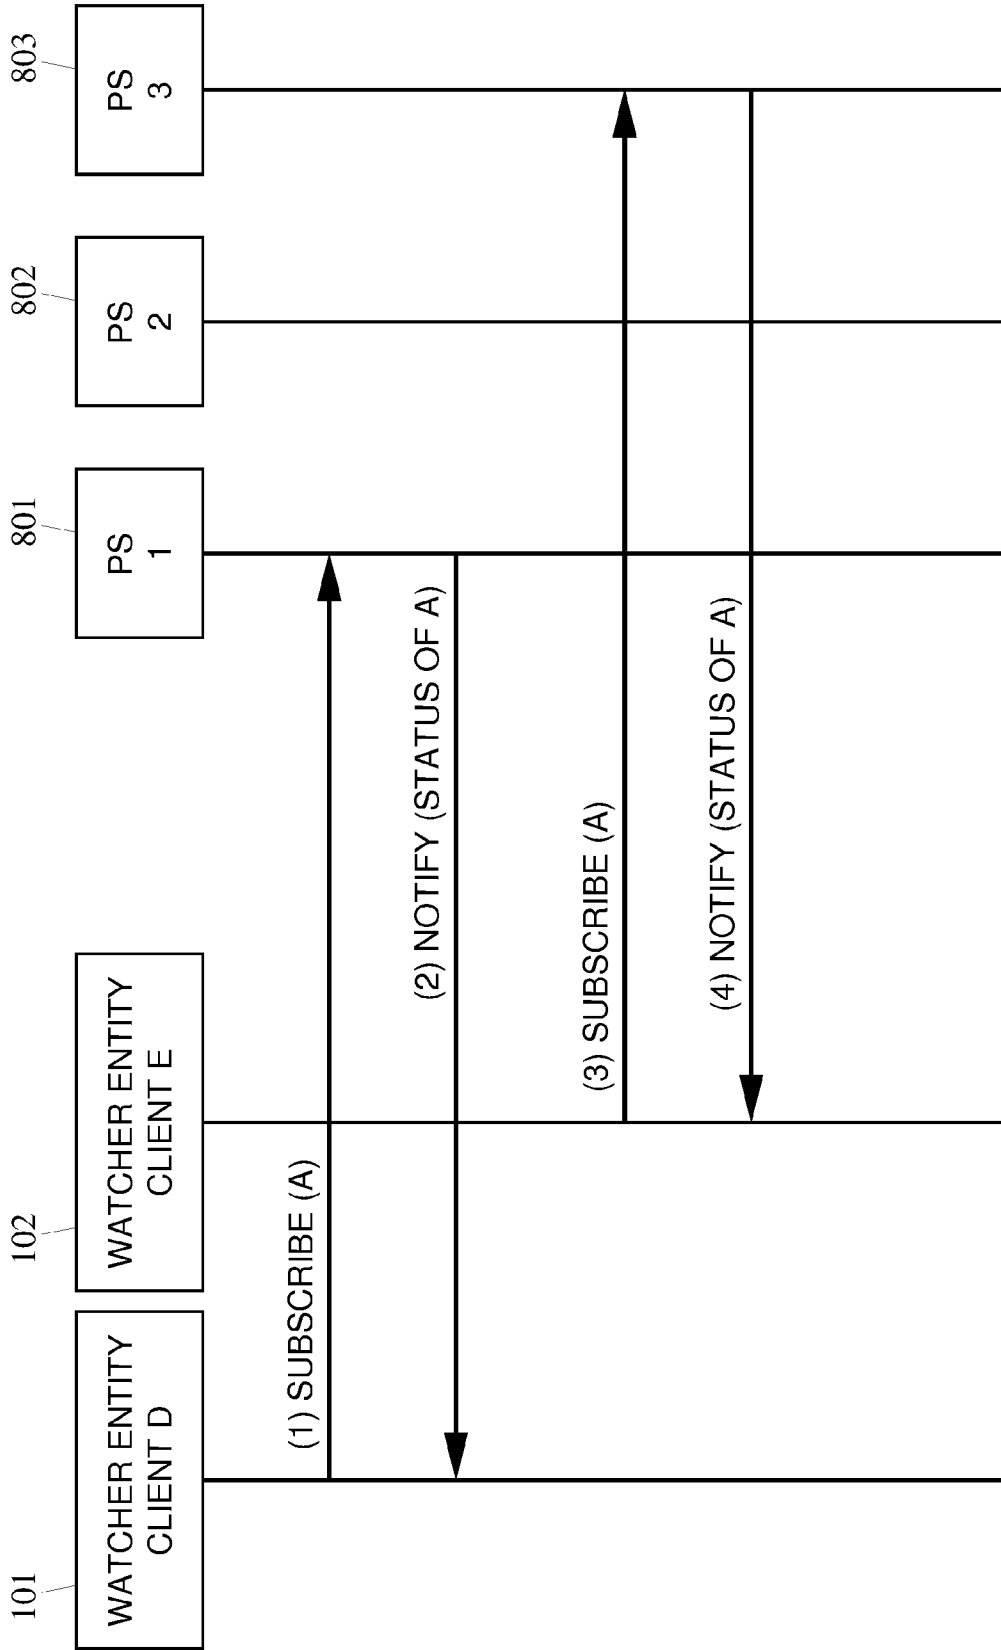 101
WATCHER ENTITY
CLIENT D
102
WATCHER ENTITY
CLIENT E
801
PS
1
802
PS
2
803
PS
3
(1) SUBSCRIBE (A)
(2) NOTIFY (STATUS OF A)
(3) SUBSCRIBE (A)
(4) NOTIFY (STATUS OF A)